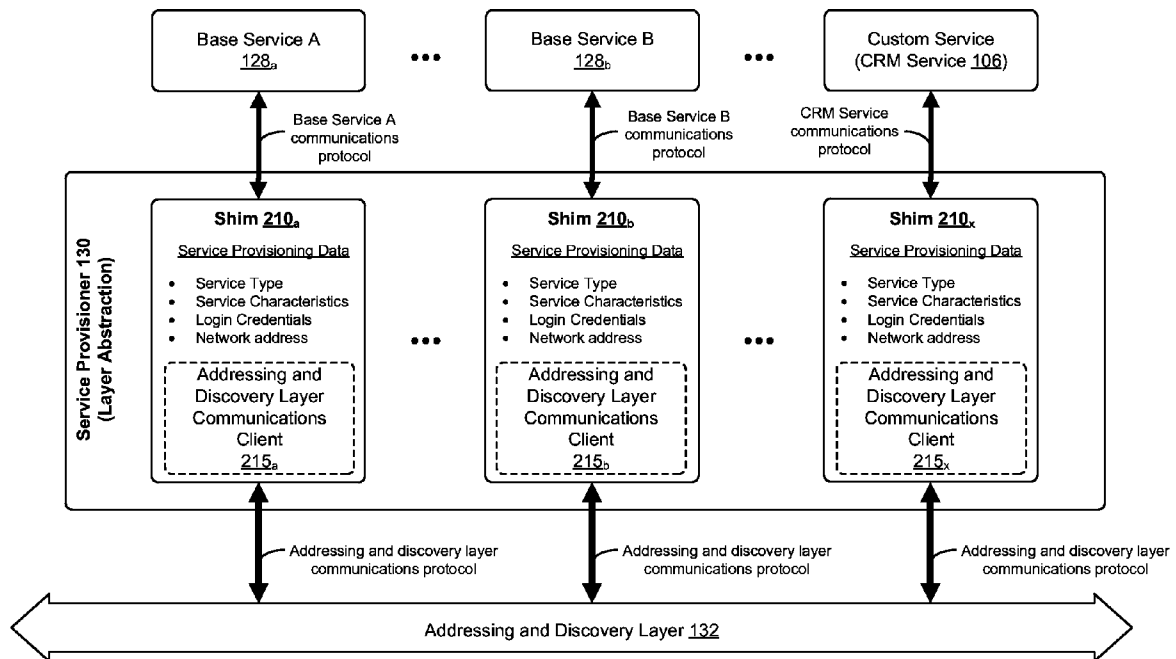 Base Service A
128a
•••
Base Service B
128b
•••
Custom Service
(CRM Service 106)
Base Service A
communications
protocol
Base Service B
communications
protocol
CRM Service
communications
protocol
Service Provisioner 130
(Layer Abstraction)
Shim 210a
Service Provisioning Data
• Service Type
• Service Characteristics
• Login Credentials
• Network address
Addressing and
Discovery Layer
Communications
Client
215a
•••
Shim 210b
Service Provisioning Data
• Service Type
• Service Characteristics
• Login Credentials
• Network address
Addressing and
Discovery Layer
Communications
Client
215b
•••
Shim 210x
Service Provisioning Data
• Service Type
• Service Characteristics
• Login Credentials
• Network address
Addressing and
Discovery Layer
Communications
Client
215x
Addressing and discovery layer
communications protocol
Addressing and discovery layer
communications protocol
Addressing and discovery layer
communications protocol
Addressing and Discovery Layer 132